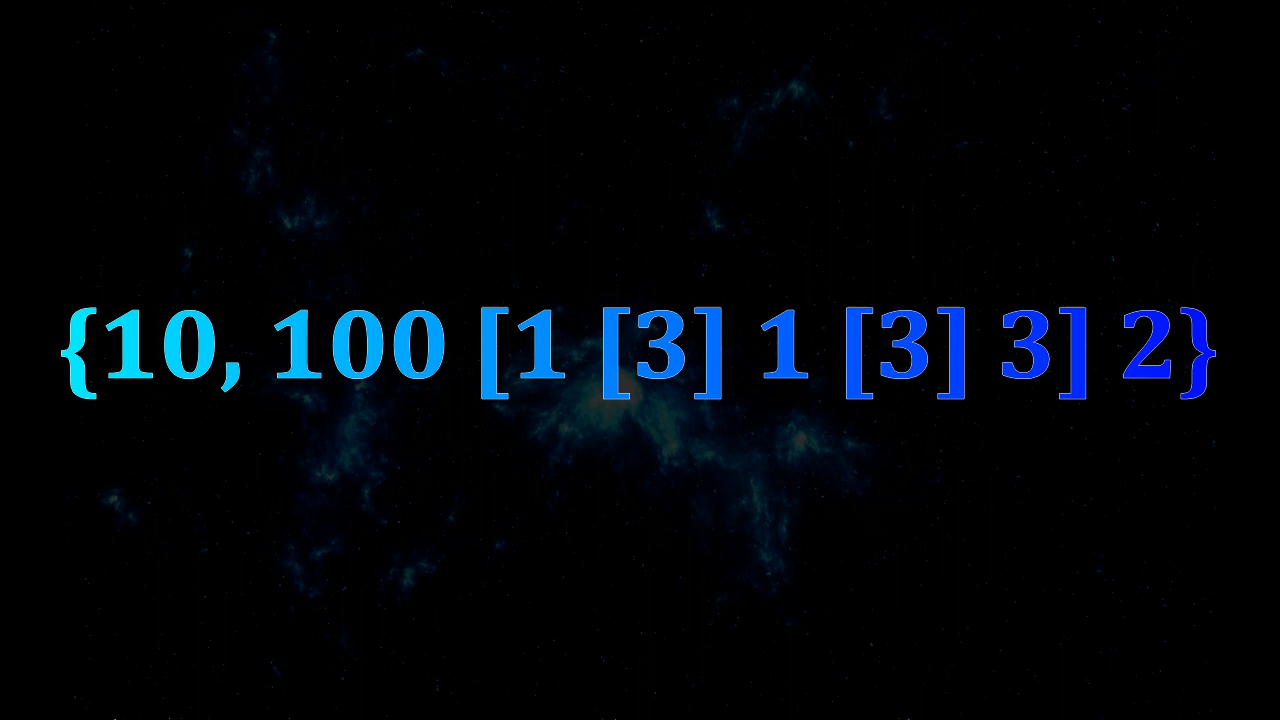 {10, 100 [1 [3] 1 [3] 3] 2}